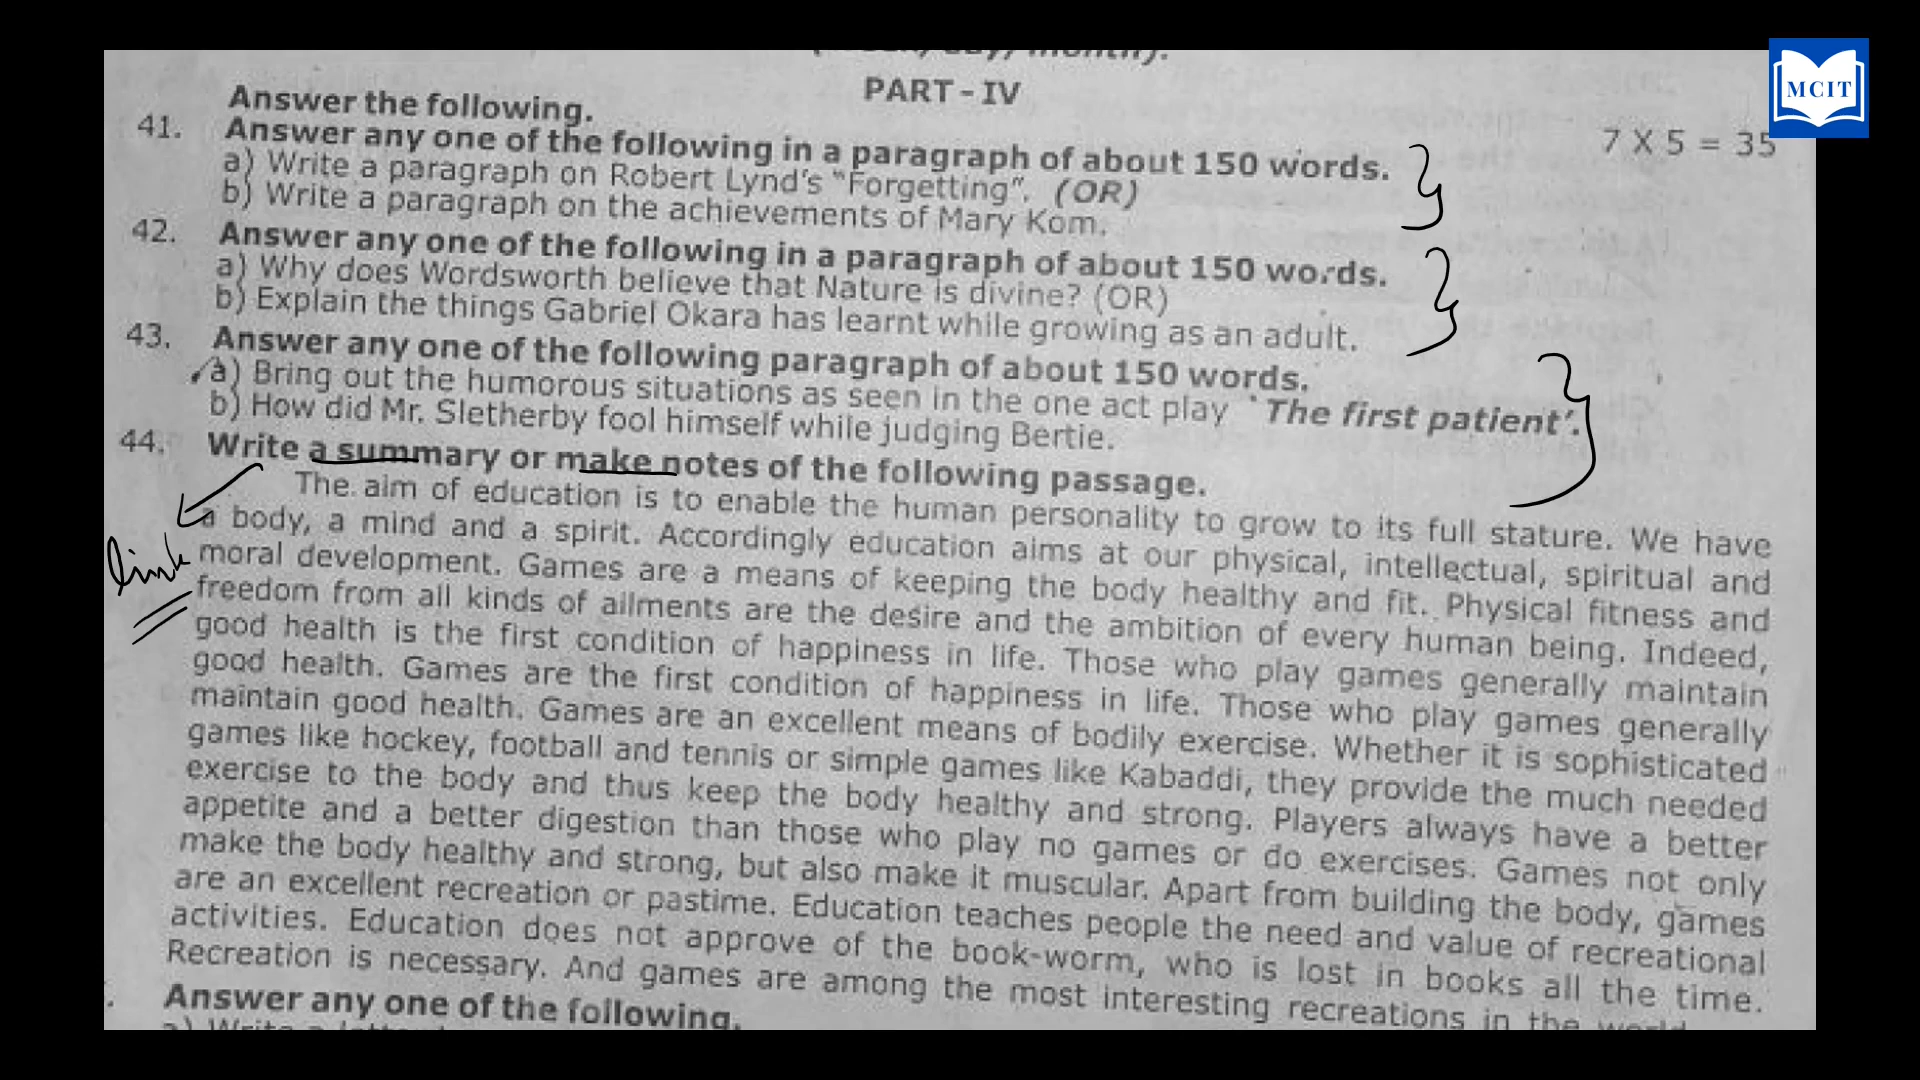 MCIT
PART - IV
Answer the following.
7 X 5 = 35
41. Answer any one of the following in a paragraph of about 150 words.
a) Write a paragraph on Robert Lynd's "Forgetting". (OR)
b) Write a paragraph on the achievements of Mary Kom.
42. Answer any one of the following in a paragraph of about 150 words.
a) Why does Wordsworth believe that Nature is divine? (OR)
b) Explain the things Gabriel Okara has learnt while growing as an adult.
43. Answer any one of the following paragraph of about 150 words.
a) Bring out the humorous situations as seen in the one act play 'The first patient'.
b) How did Mr. Sletherby fool himself while judging Bertie.
44. Write a summary or make notes of the following passage.
The aim of education is to enable the human personality to grow to its full stature. We have
a body, a mind and a spirit. Accordingly education aims at our physical, intellectual, spiritual and
moral development. Games are a means of keeping the body healthy and fit. Physical fitness and
freedom from all kinds of ailments are the desire and the ambition of every human being. Indeed,
good health is the first condition of happiness in life. Those who play games generally maintain
good health. Games are the first condition of happiness in life. Those who play games generally
maintain good health. Games are an excellent means of bodily exercise. Whether it is sophisticated
games like hockey, football and tennis or simple games like Kabaddi, they provide the much needed
exercise to the body and thus keep the body healthy and strong. Players always have a better
appetite and a better digestion than those who play no games or do exercises. Games not only
make the body healthy and strong, but also make it muscular. Apart from building the body, games
are an excellent recreation or pastime. Education teaches people the need and value of recreational
activities. Education does not approve of the book-worm, who is lost in books all the time.
Recreation is necessary. And games are among the most interesting recreations in the world
Answer any one of the following.
a) Write a